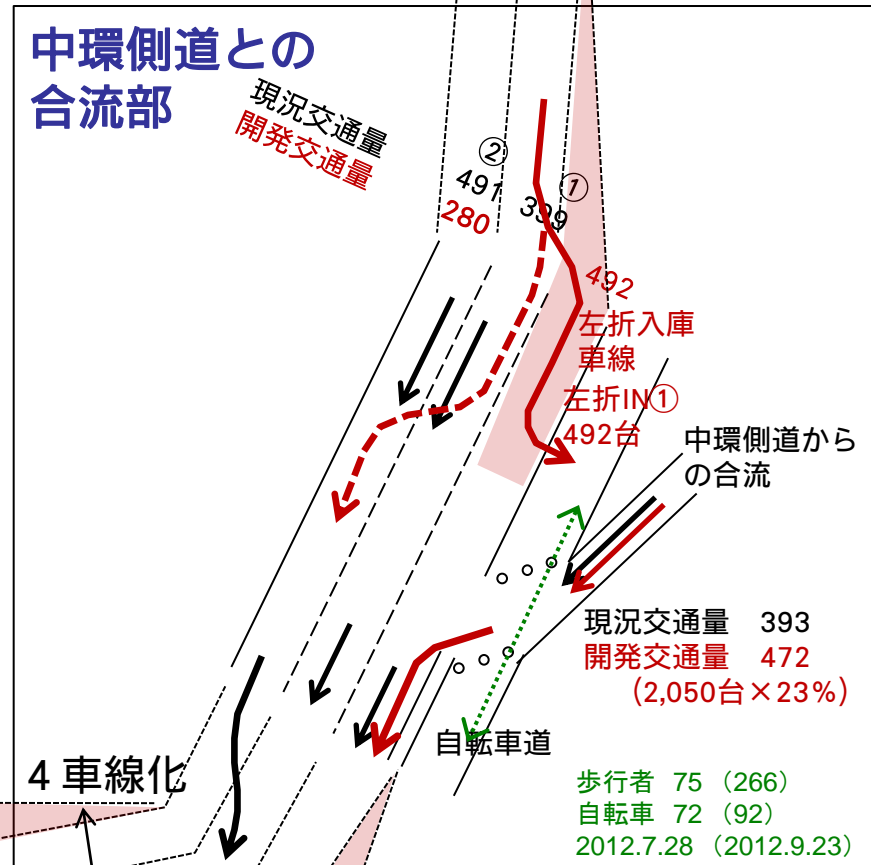 中環側道との
合流部
現況交通量
開発交通量
②
491
280
①
399
492
左折入庫
車線
左折IN①
492台
中環側道から
の合流
現況交通量　393
開発交通量　472
（2,050台×23%）
自転車道
4車線化
歩行者 75 （266）
自転車 72 （92）
2012.7.28 （2012.9.23）